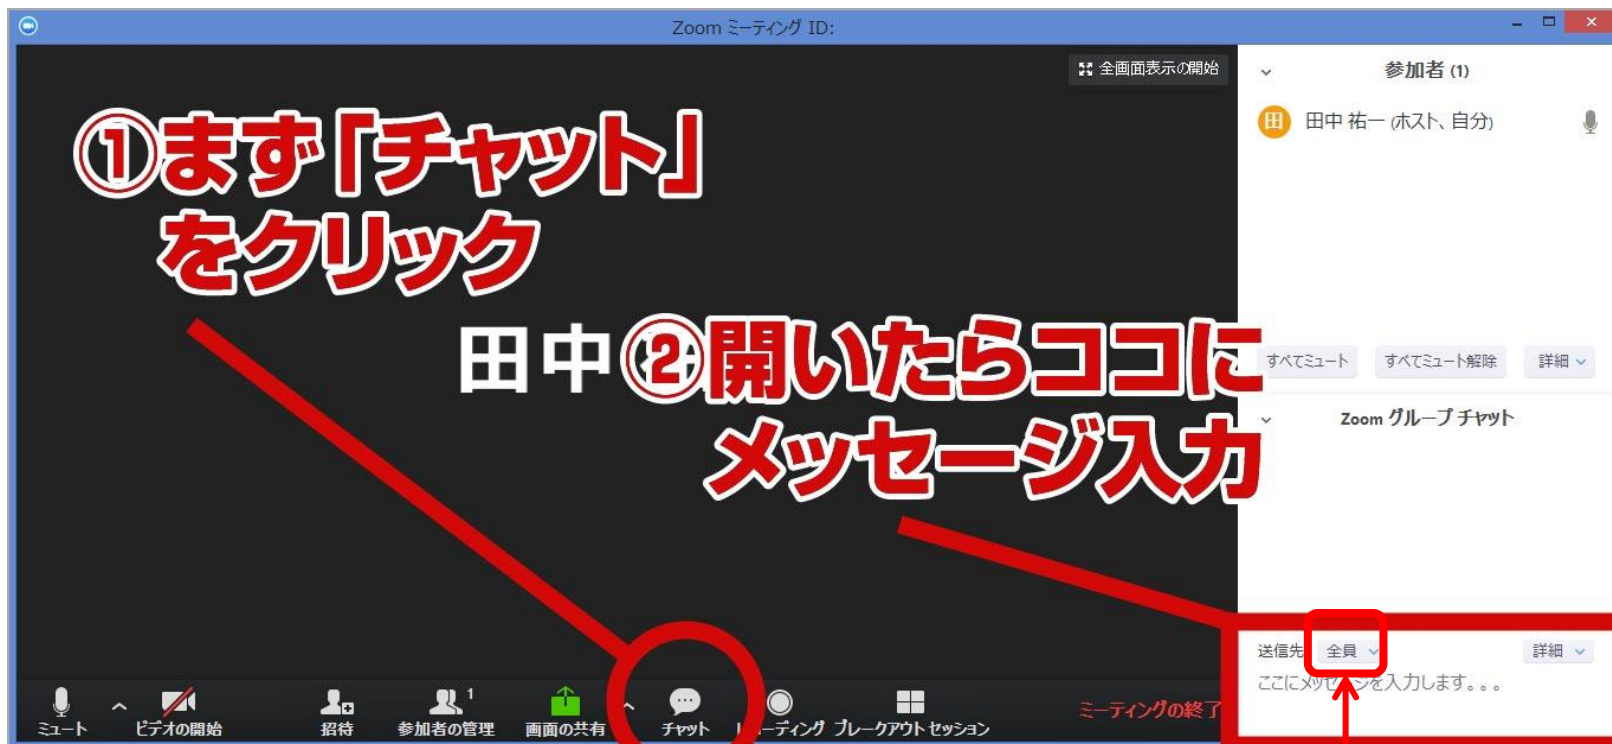 Zoom ミーティング ID:
全画面表示の開始
参加者 (1)
田 田中 祐一 (ホスト、自分)
①まず「チャット」
をクリック
田中
②開いたらココに
メッセージ入力
すべてミュート すべてミュート解除 詳細
Zoom グループ チャット
送信先 全員 詳細
ここにメッセージを入力します。。。
ミュート ビデオの開始 招待 参加者の管理 1 画面の共有 チャット ーディング ブレークアウト セッション
ミーティングの終了